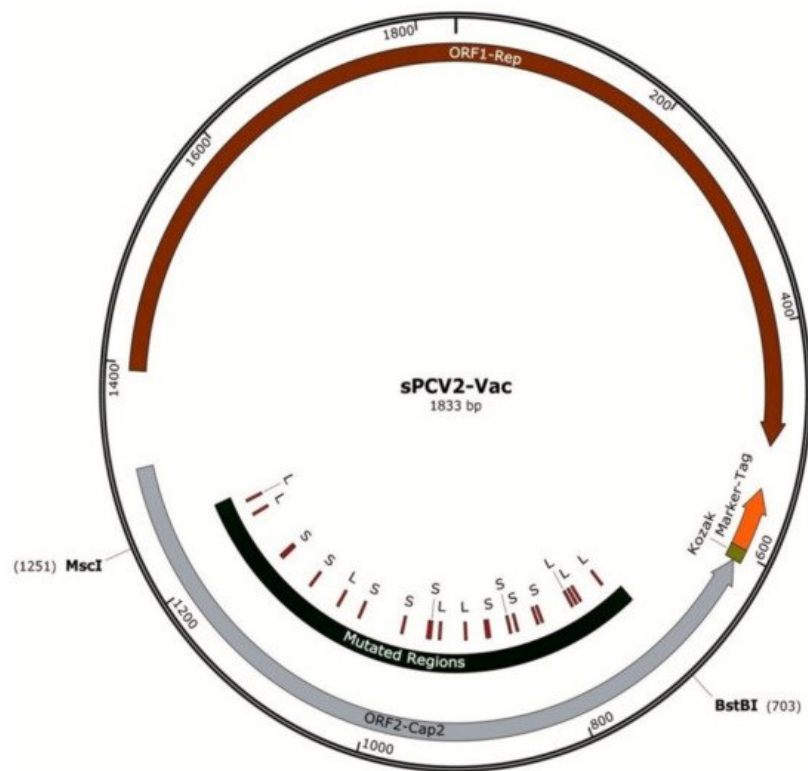 1800
ORF1-Rep
200
1600
400
1400
sPCV2-Vac
1833 bp
Marker-Tag
Kozak
600
L
L
S
S
L
S
S
S
L
L
S
S
S
S
L
L
L
(1251) MscI
1200
Mutated Regions
BstBI (703)
ORF2-Cap2
800
1000